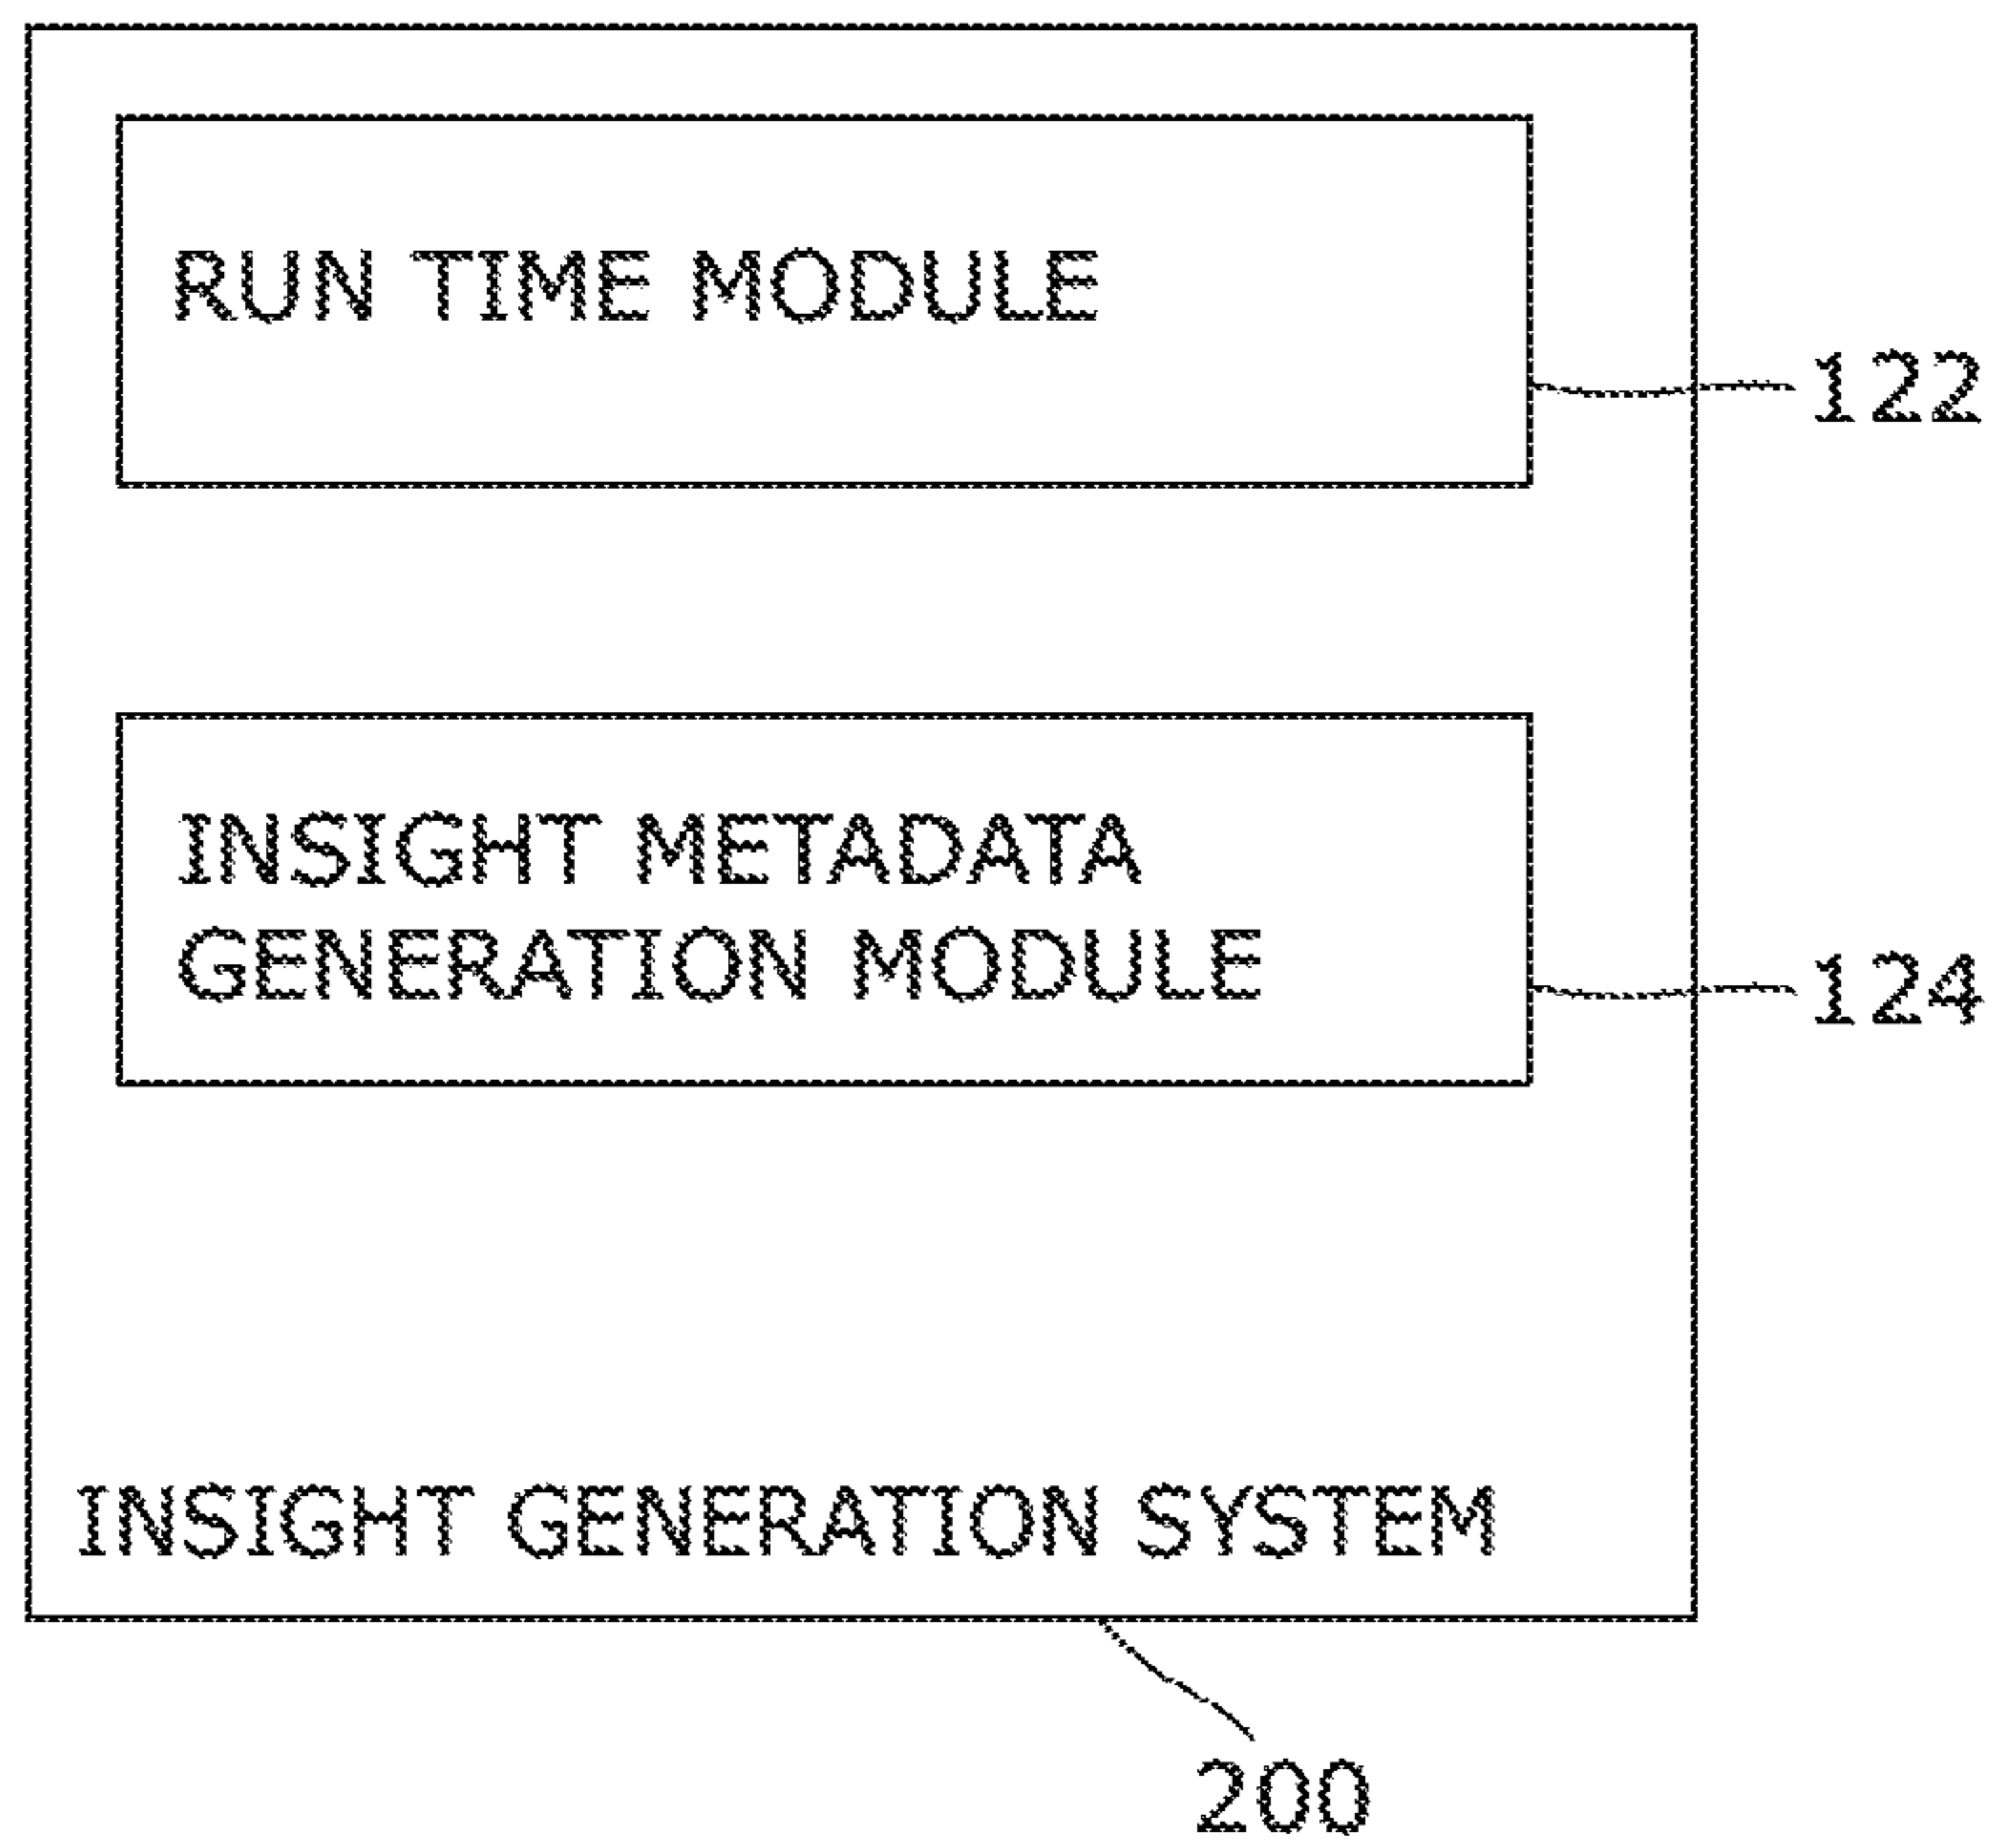 RUN TIME MODULE
122
INSIGHT METADATA
GENERATION MODULE
124
INSIGHT GENERATION SYSTEM
200